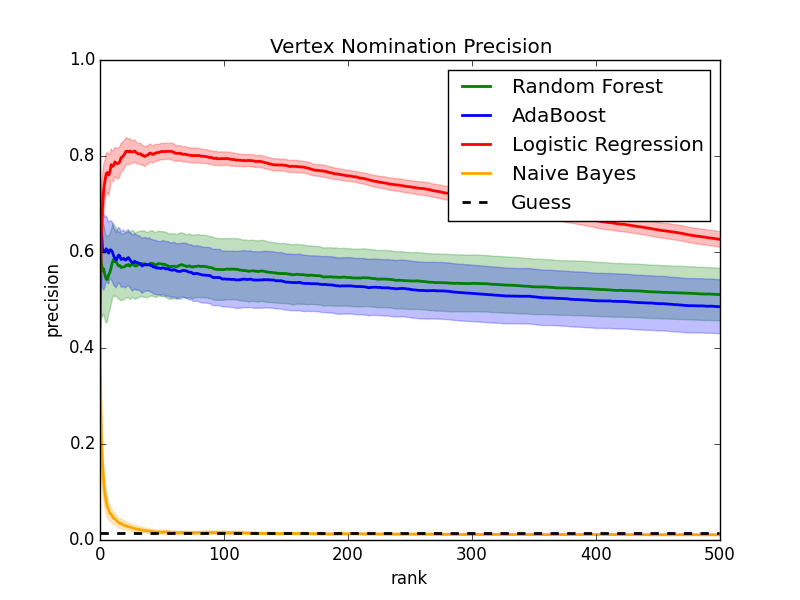 Vertex Nomination Precision
1.0
0.8
0.6
0.4
0.2
0.0
precision
Random Forest
AdaBoost
Logistic Regression
Naive Bayes
Guess
0 100 200 300 400 500
rank